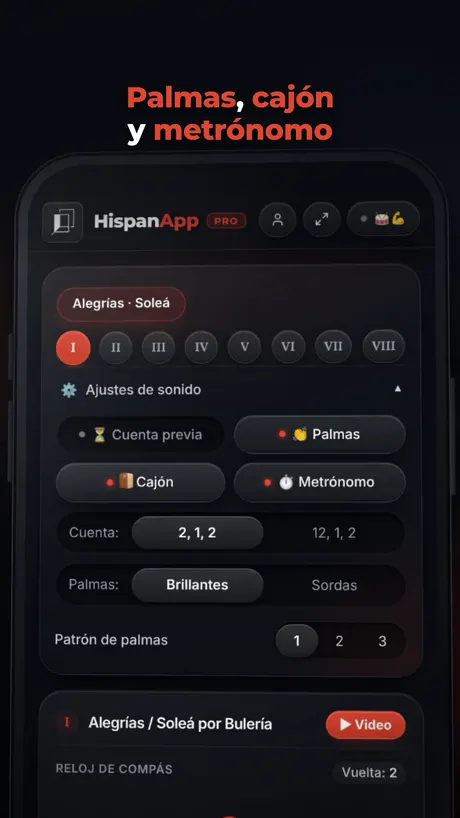 Palmas, cajón
y metrónomo
HispanApp PRO
Alegrías · Soleá
I II III IV V VI VII VIII
Ajustes de sonido
Cuenta previa Palmas
Cajón Metrónomo
Cuenta: 2, 1, 2 12, 1, 2
Palmas: Brillantes Sordas
Patrón de palmas 1 2 3
I Alegrías / Soleá por Bulería Video
RELOJ DE COMPÁS Vuelta: 2